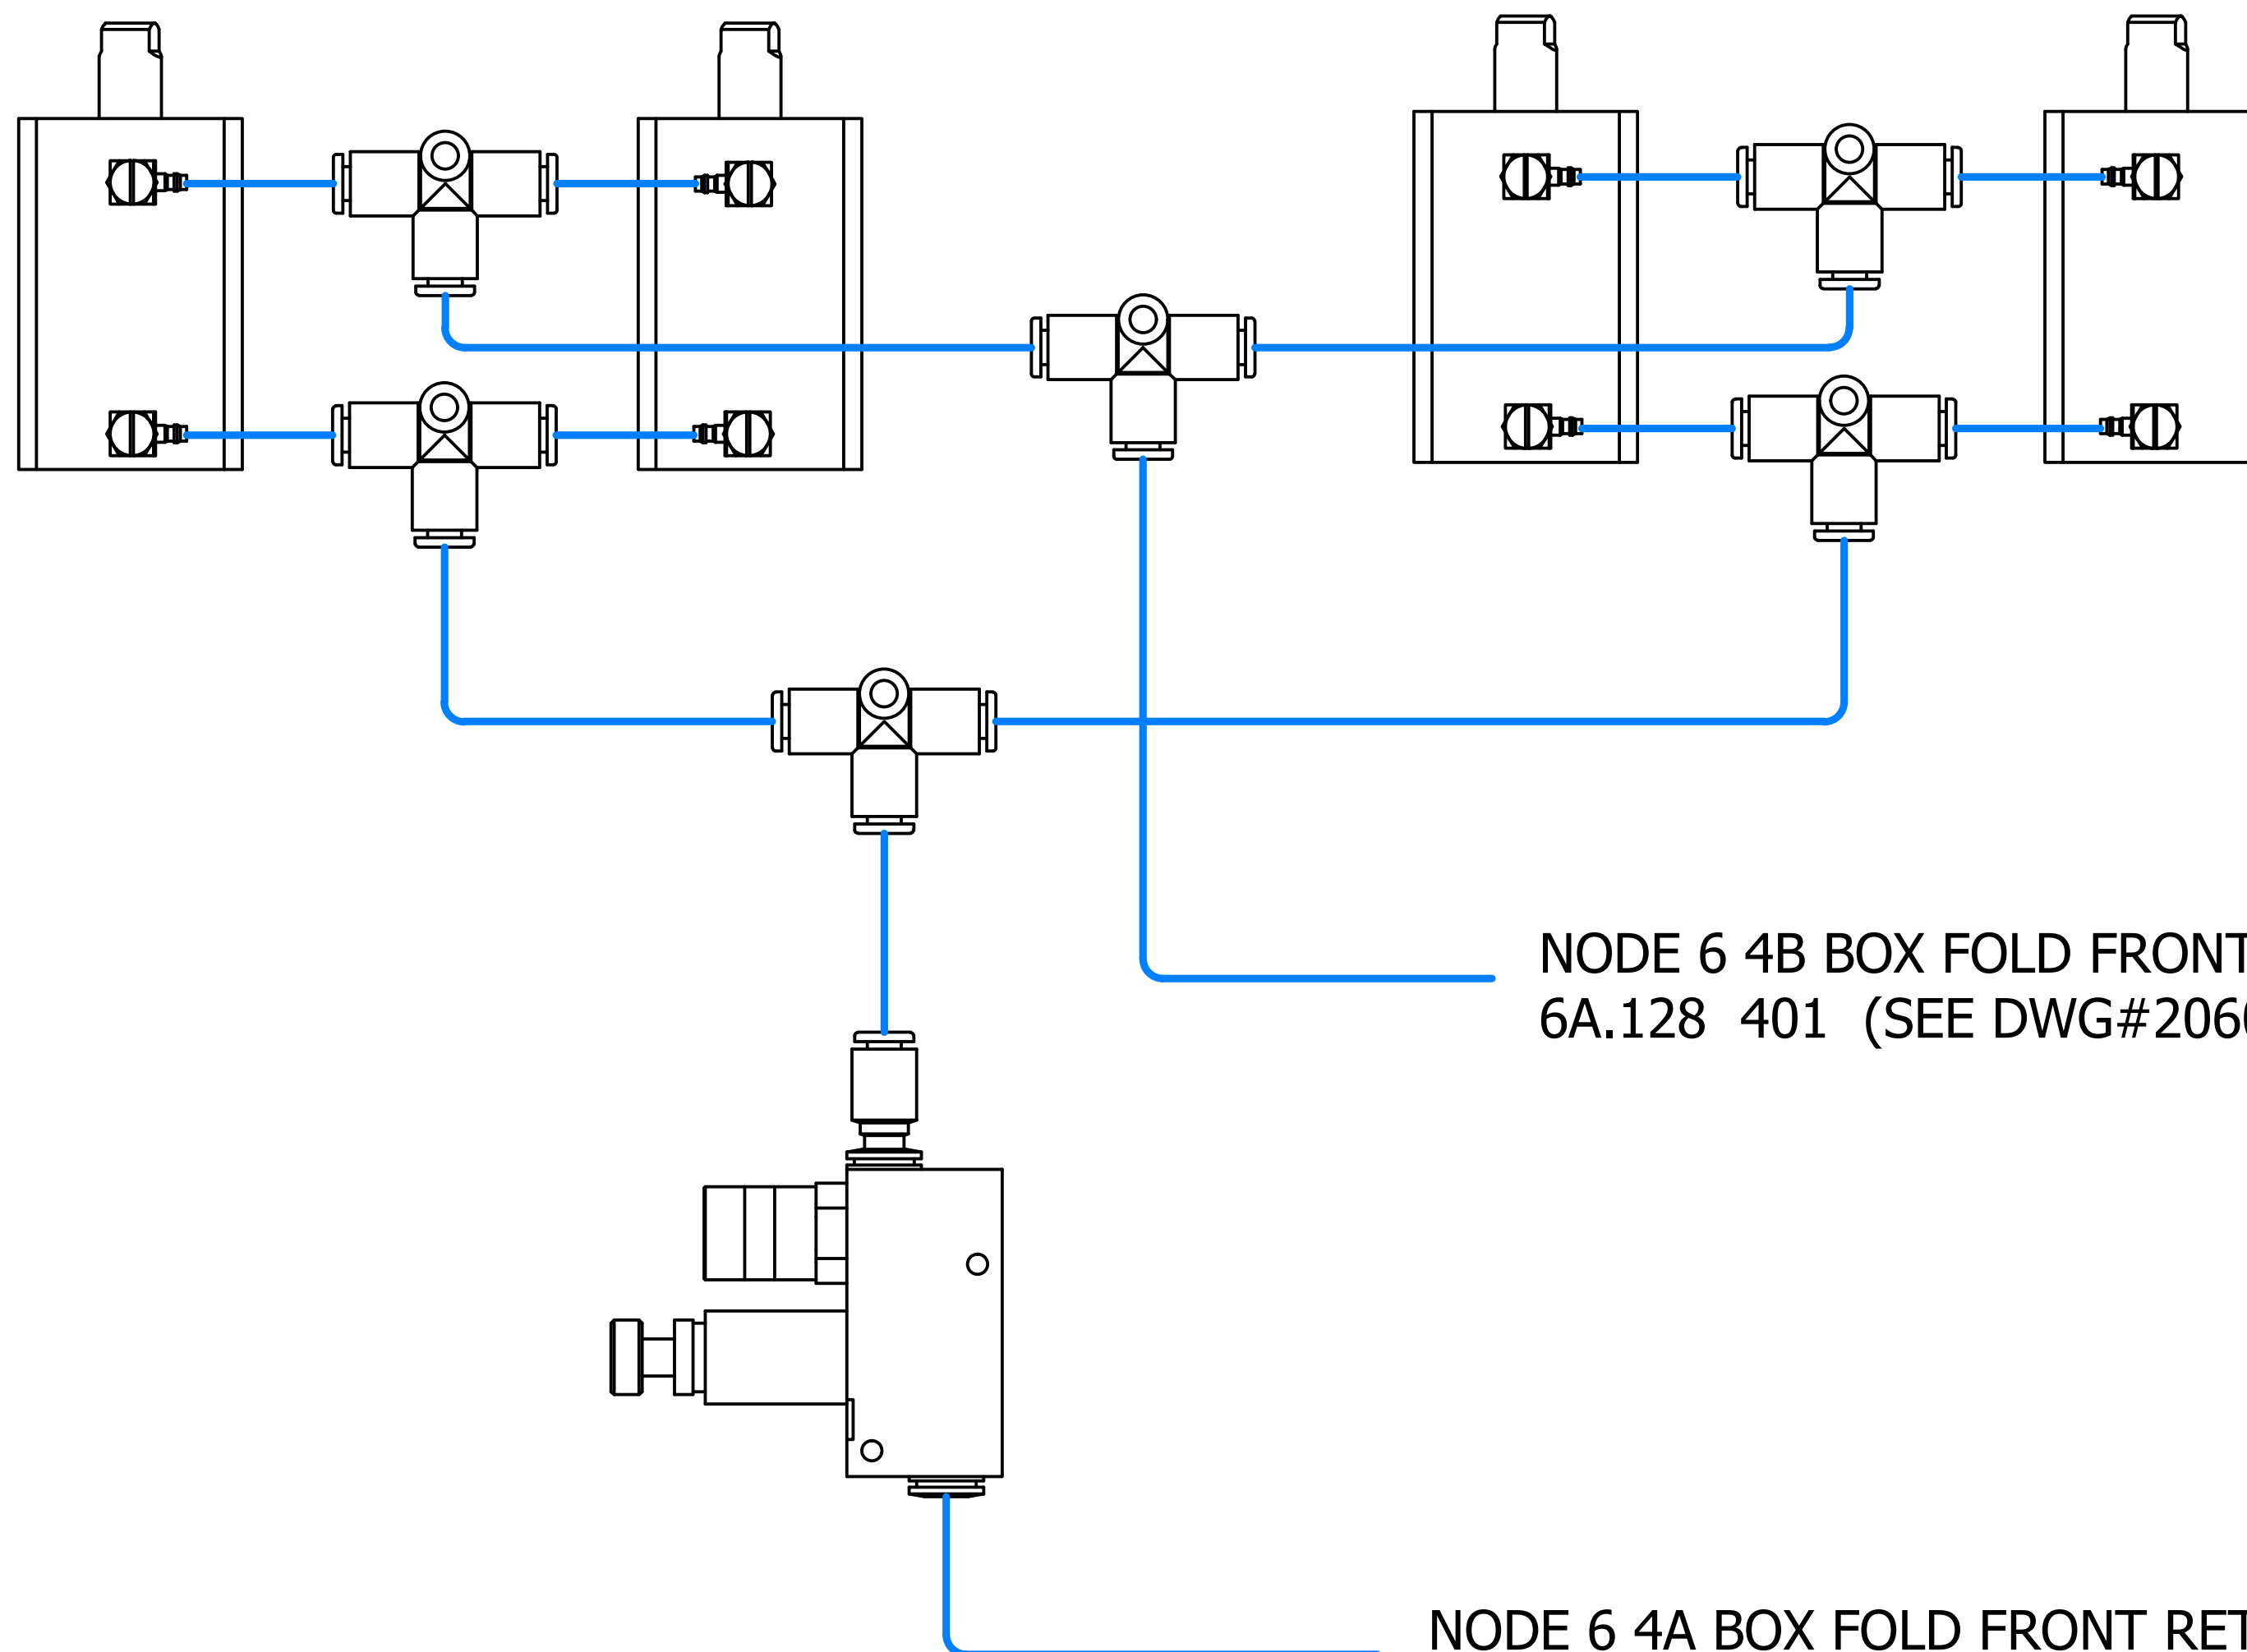 NODE 6 4B BOX FOLD FRONT
6A.128 401 (SEE DWG#206
NODE 6 4A BOX FOLD FRONT RET